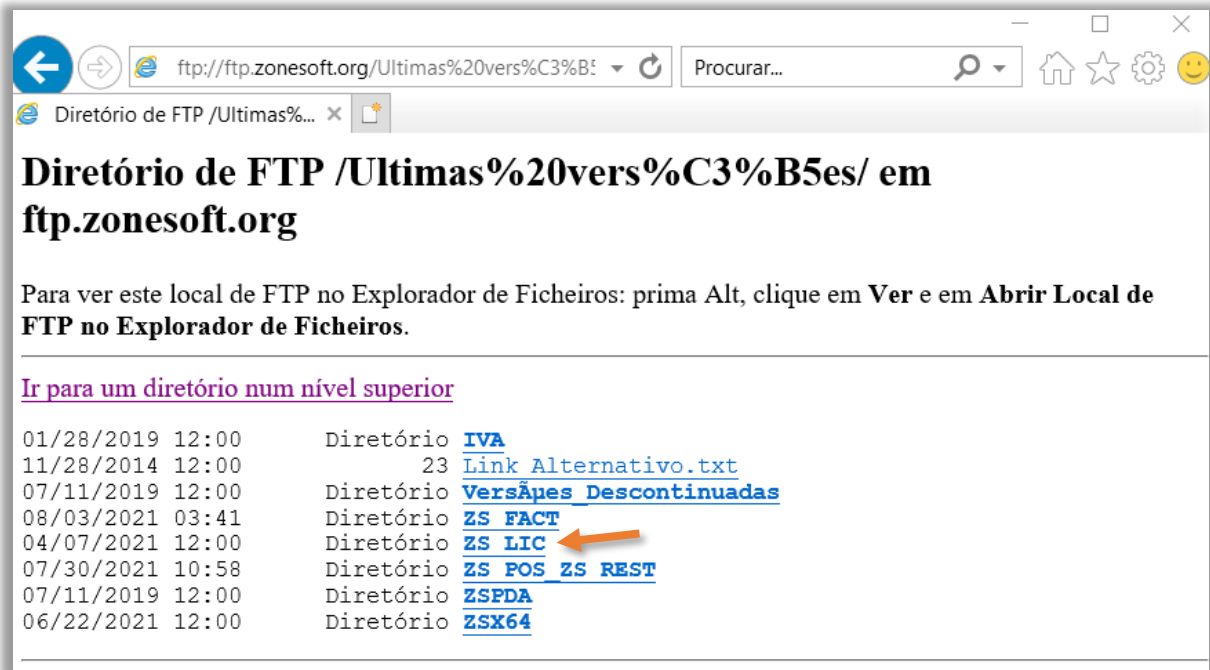 ftp://ftp.zonesoft.org/Ultimas%20vers%C3%B5
Procurar...
Diretório de FTP /Ultimas%...
Diretório de FTP /Ultimas%20vers%C3%B5es/ em
ftp.zonesoft.org
Para ver este local de FTP no Explorador de Ficheiros: prima Alt, clique em Ver e em Abrir Local de
FTP no Explorador de Ficheiros.
Ir para um diretório num nível superior
01/28/2019 12:00 Diretório IVA
11/28/2014 12:00 23 Link Alternativo.txt
07/11/2019 12:00 Diretório VersÃµes_Descontinuadas
08/03/2021 03:41 Diretório ZS FACT
04/07/2021 12:00 Diretório ZS LIC
07/30/2021 10:58 Diretório ZS POS_ZS REST
07/11/2019 12:00 Diretório ZSPDA
06/22/2021 12:00 Diretório ZSX64